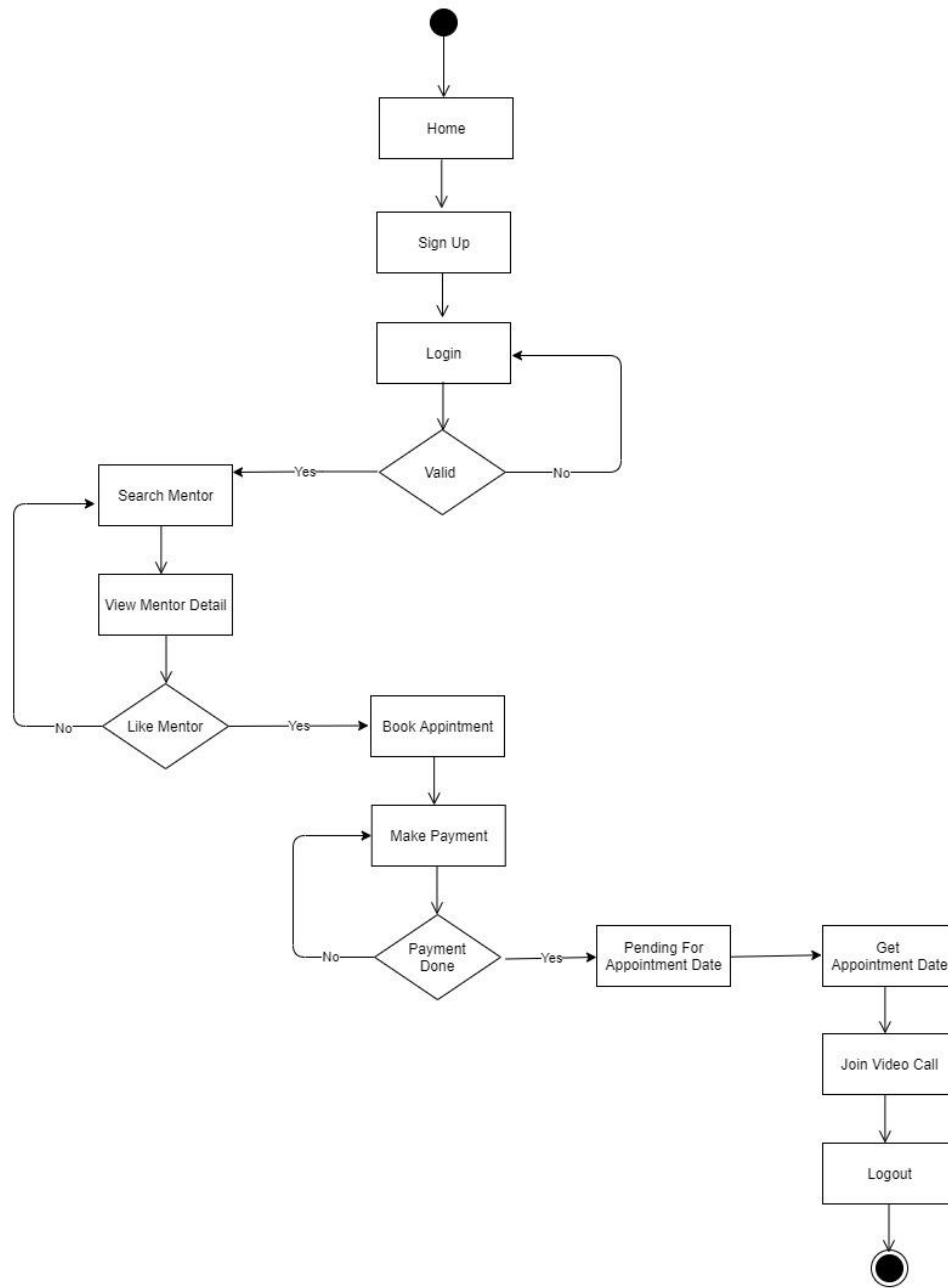 Home
Sign Up
Login
Valid
Yes
No
Search Mentor
View Mentor Detail
Like Mentor
No
Yes
Book Appintment
Make Payment
Payment
Done
No
Yes
Pending For
Appointment Date
Get
Appointment Date
Join Video Call
Logout